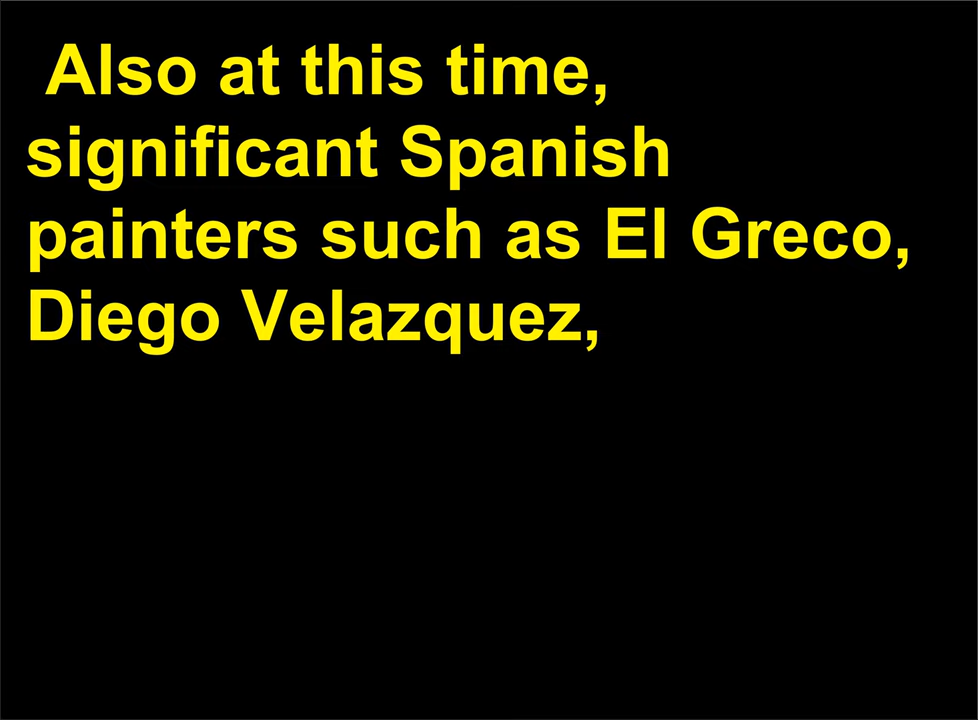 Also at this time,
significant Spanish
painters such as El Greco,
Diego Velazquez,